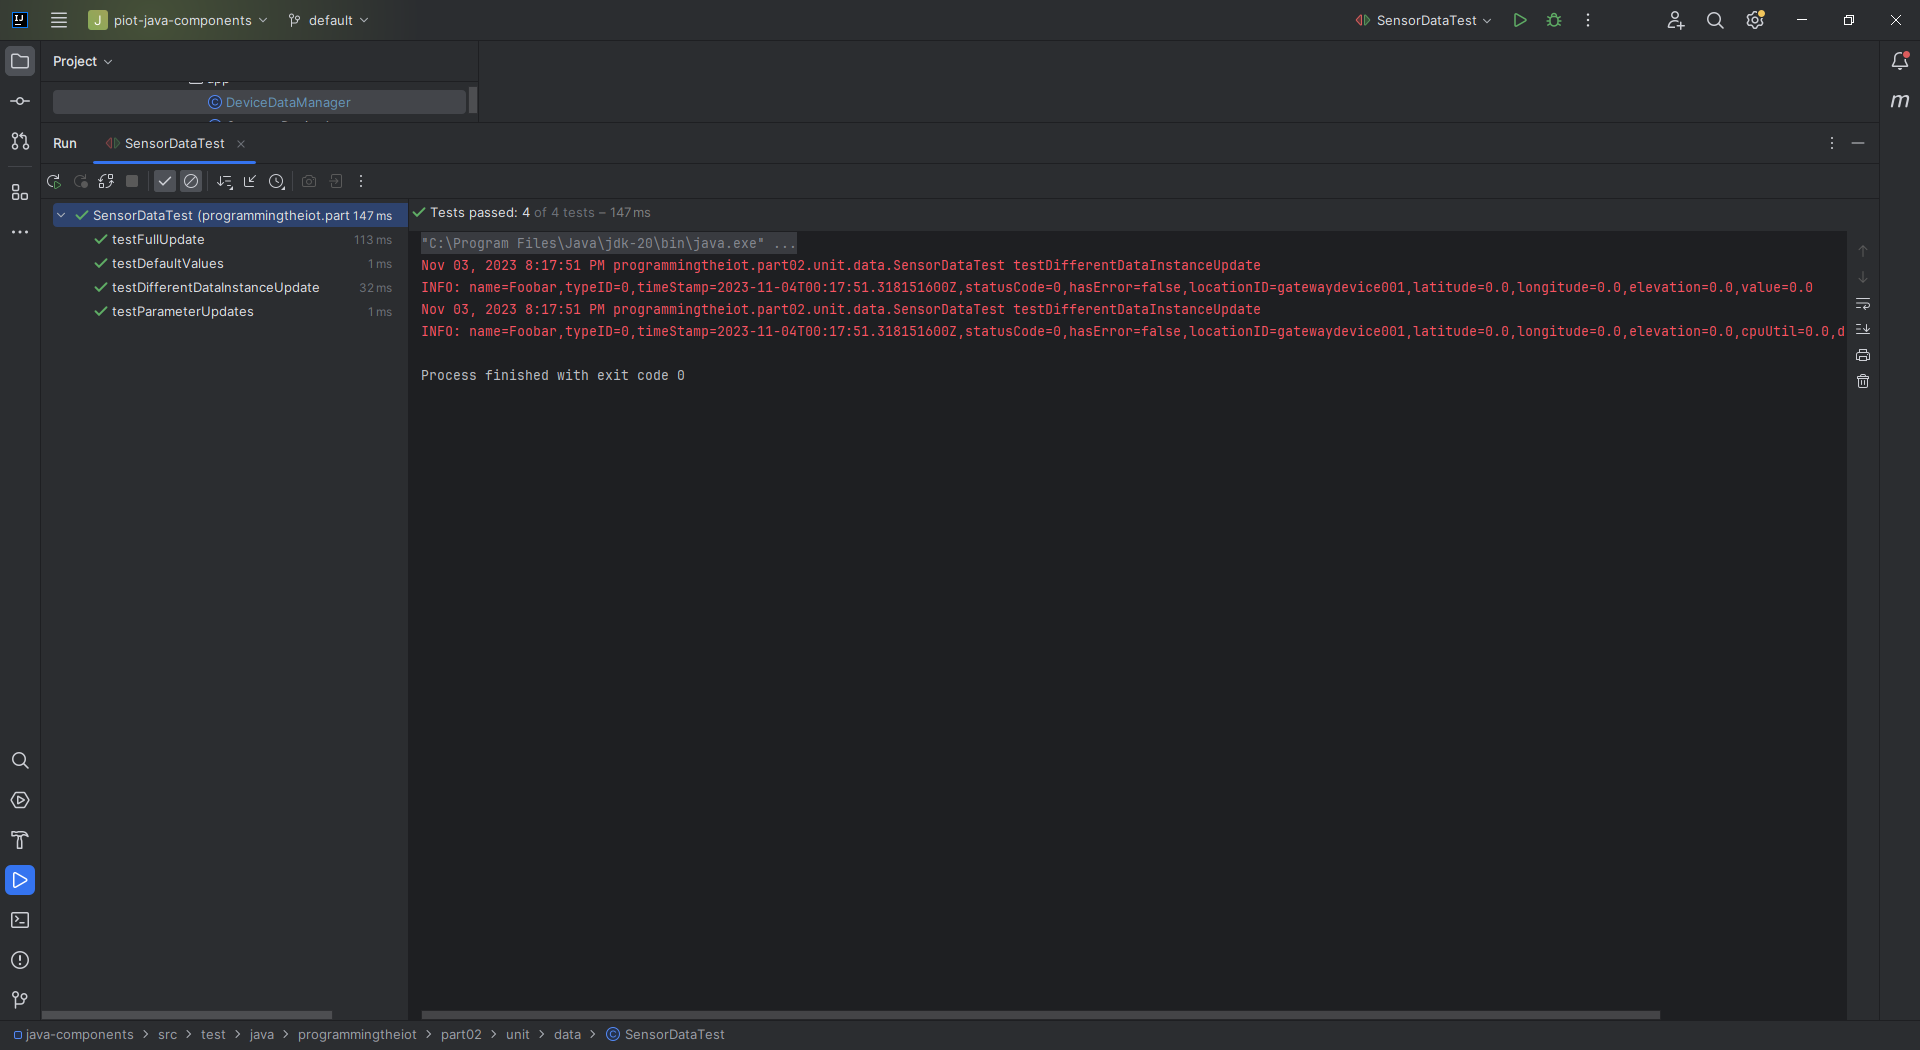 J piot-java-components default SensorDataTest
Project
app
DeviceDataManager
Run SensorDataTest
SensorDataTest (programmingtheiot.part 147 ms
testFullUpdate 113 ms
testDefaultValues 1 ms
testDifferentDataInstanceUpdate 32 ms
testParameterUpdates 1 ms
Tests passed: 4 of 4 tests – 147 ms
"C:\Program Files\Java\jdk-20\bin\java.exe" ...
Nov 03, 2023 8:17:51 PM programmingtheiot.part02.unit.data.SensorDataTest testDifferentDataInstanceUpdate
INFO: name=Foobar,typeID=0,timeStamp=2023-11-04T00:17:51.318151600Z,statusCode=0,hasError=false,locationID=gatewaydevice001,latitude=0.0,longitude=0.0,elevation=0.0,value=0.0
Nov 03, 2023 8:17:51 PM programmingtheiot.part02.unit.data.SensorDataTest testDifferentDataInstanceUpdate
INFO: name=Foobar,typeID=0,timeStamp=2023-11-04T00:17:51.318151600Z,statusCode=0,hasError=false,locationID=gatewaydevice001,latitude=0.0,longitude=0.0,elevation=0.0,cpuUtil=0.0,d
Process finished with exit code 0
java-components > src > test > java > programmingtheiot > part02 > unit > data > SensorDataTest